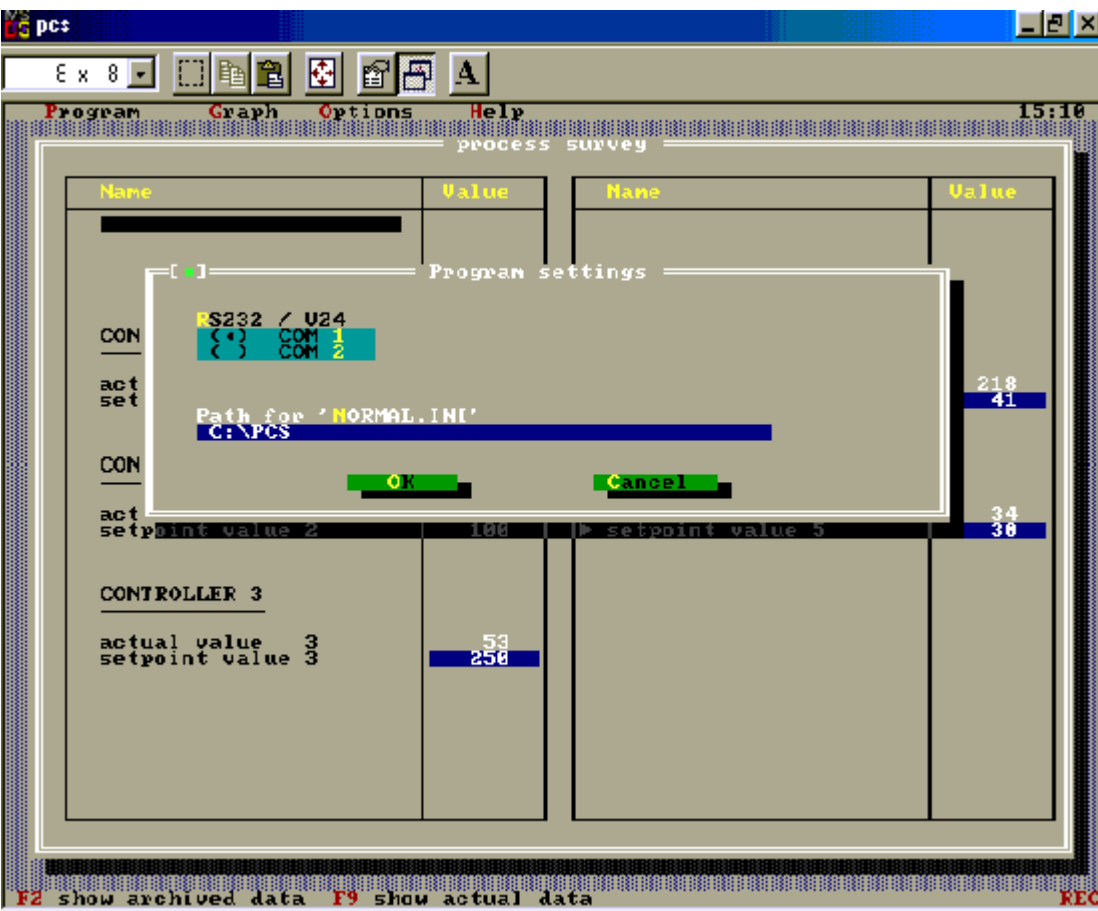 pcs
6 x 8
A
Program Graph Options Help 15:10
process survey
Name Value Name Value
Program settings
RS232 / V24
(•) COM 1
( ) COM 2
CON
act 218
set 41
Path for 'NORMAL.INI'
C:\PCS
CON
OK Cancel
act 34
setpoint value 2 100 setpoint value 5 30
CONTROLLER 3
actual value 3 53
setpoint value 3 250
F2 show archived data F9 show actual data REC